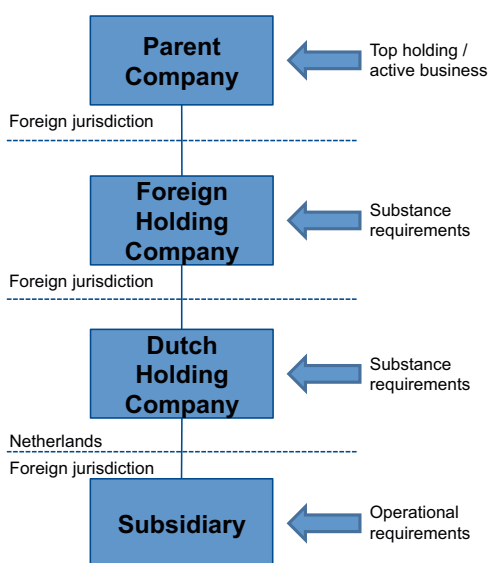 Parent
Company
Top holding /
active business
Foreign jurisdiction
Foreign
Holding
Company
Substance
requirements
Foreign jurisdiction
Dutch
Holding
Company
Substance
requirements
Netherlands
Foreign jurisdiction
Subsidiary
Operational
requirements